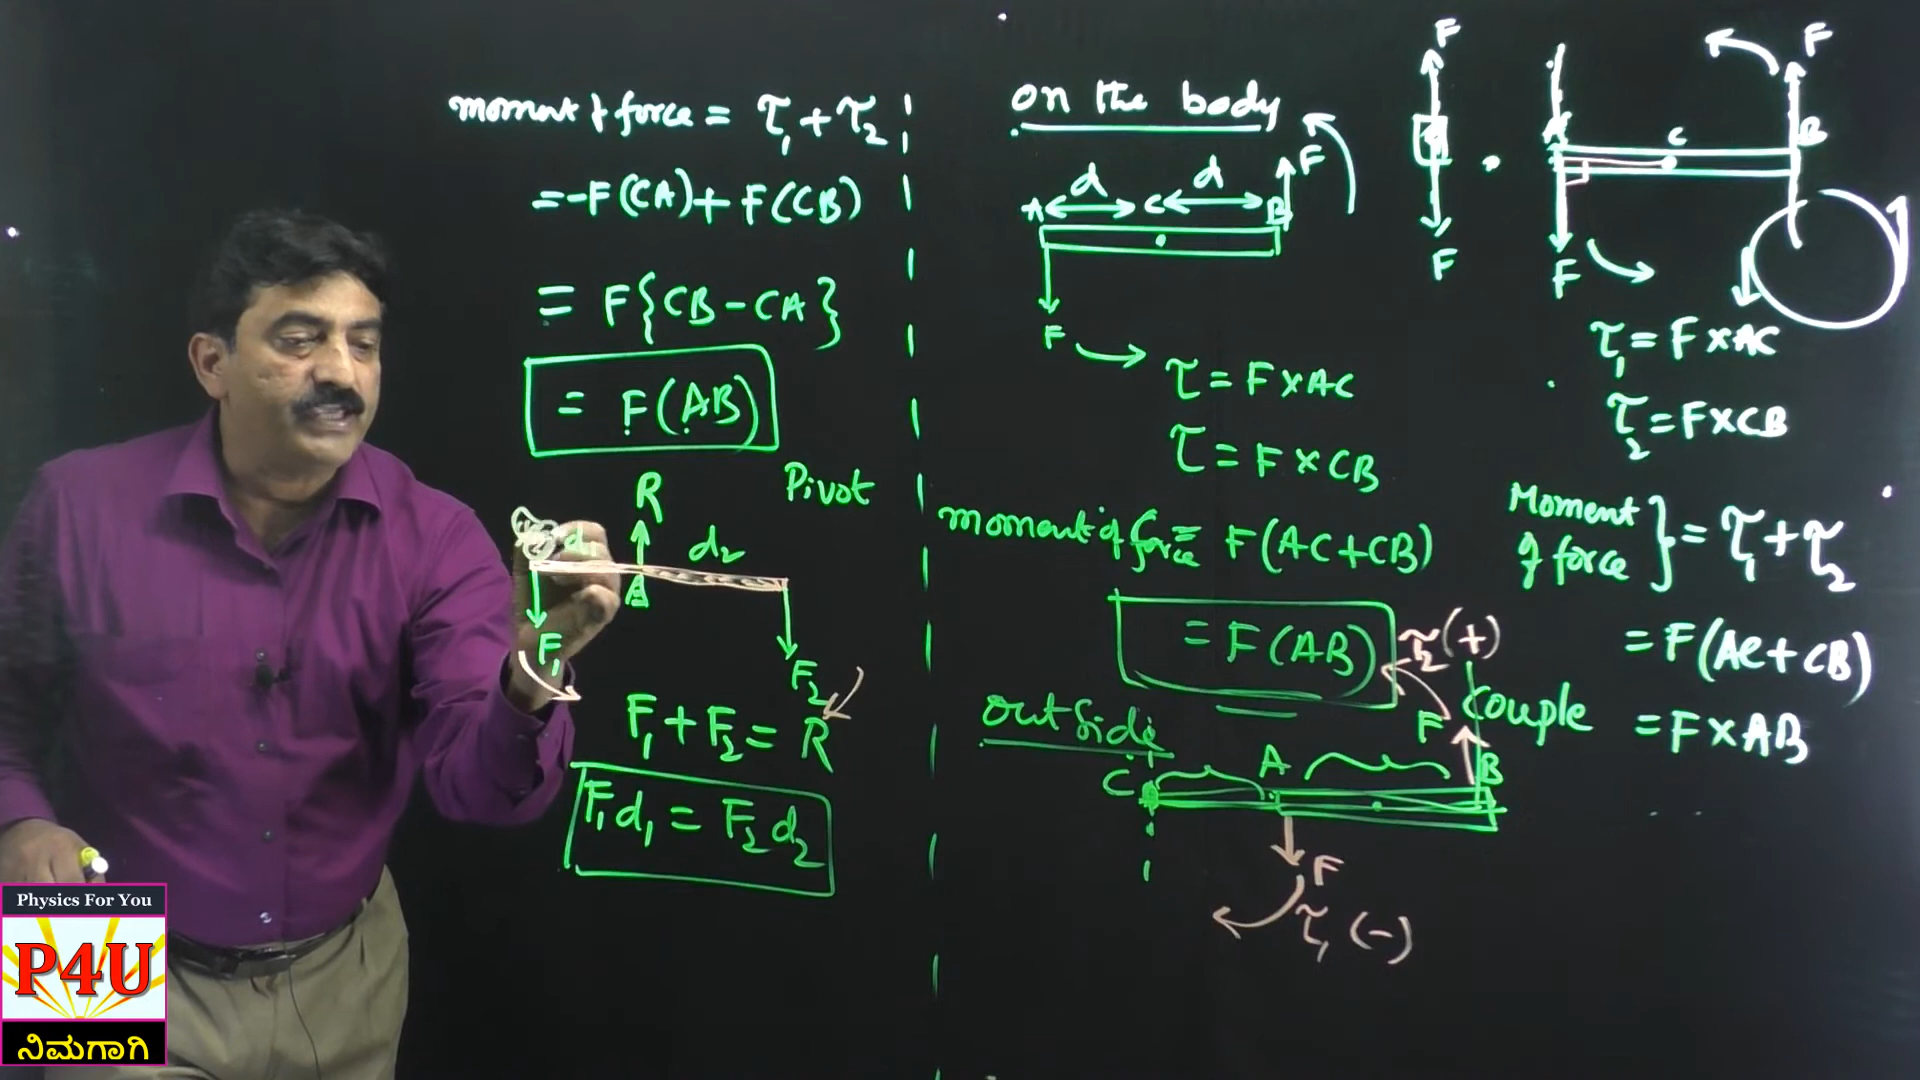 moment of force = τ₁ + τ₂
= -F(CA) + F(CB)
= F{CB - CA}
= F(AB)
Pivot
R
d₁
d₂
F₁
F₂
F₁ + F₂ = R
F₁d₁ = F₂d₂
on the body
d
d
F
A
C
B
F
τ = F×AC
τ = F×CB
moment of force = F(AC+CB)
= F(AB)
τ₂(+)
Couple
outside
F
C
A
B
F
τ₁(-)
F
F
F
A
C
B
F
τ₁ = F×AC
τ₂ = F×CB
Moment
of force } = τ₁ + τ₂
= F(AC+CB)
= F×AB
Physics For You
P4U
ನಿಮಗಾಗಿ